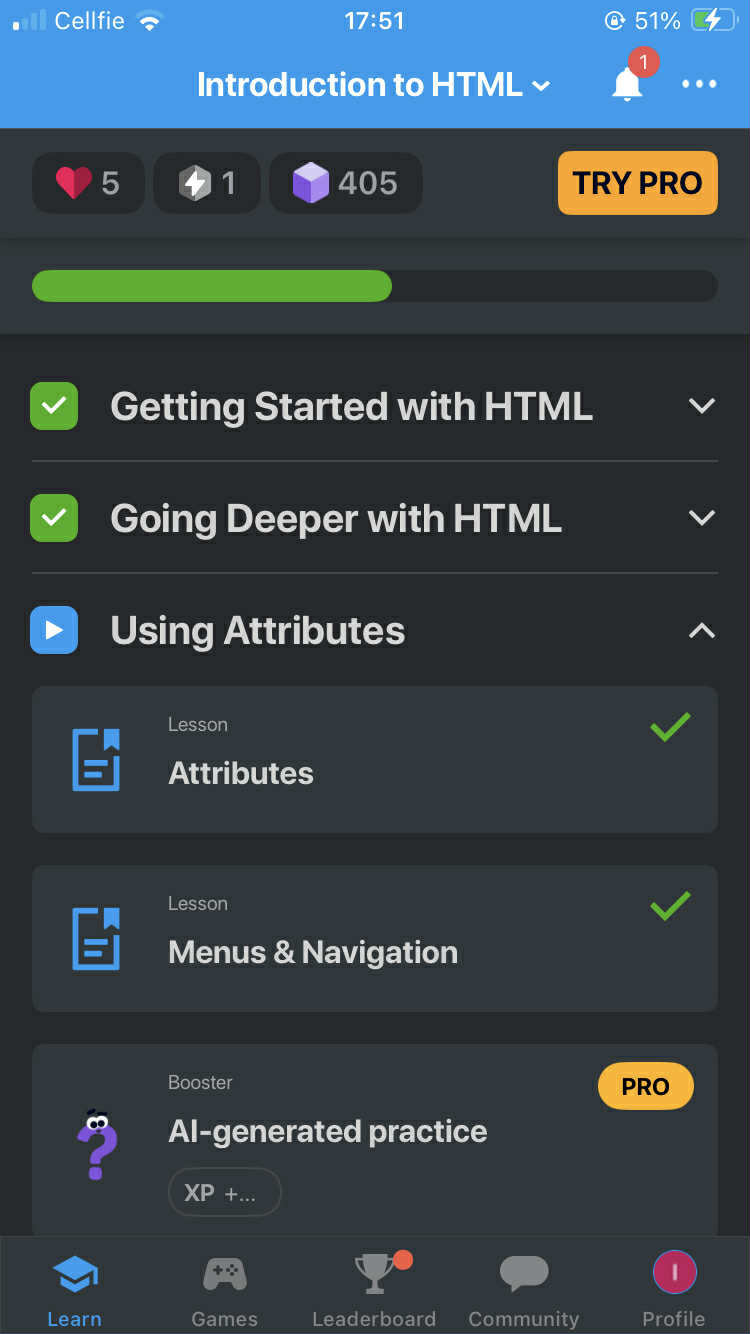 Cellfie 17:51 51%
Introduction to HTML 1
5 1 405 TRY PRO
Getting Started with HTML
Going Deeper with HTML
Using Attributes
Lesson
Attributes
Lesson
Menus & Navigation
Booster PRO
AI-generated practice
XP +...
Learn Games Leaderboard Community Profile